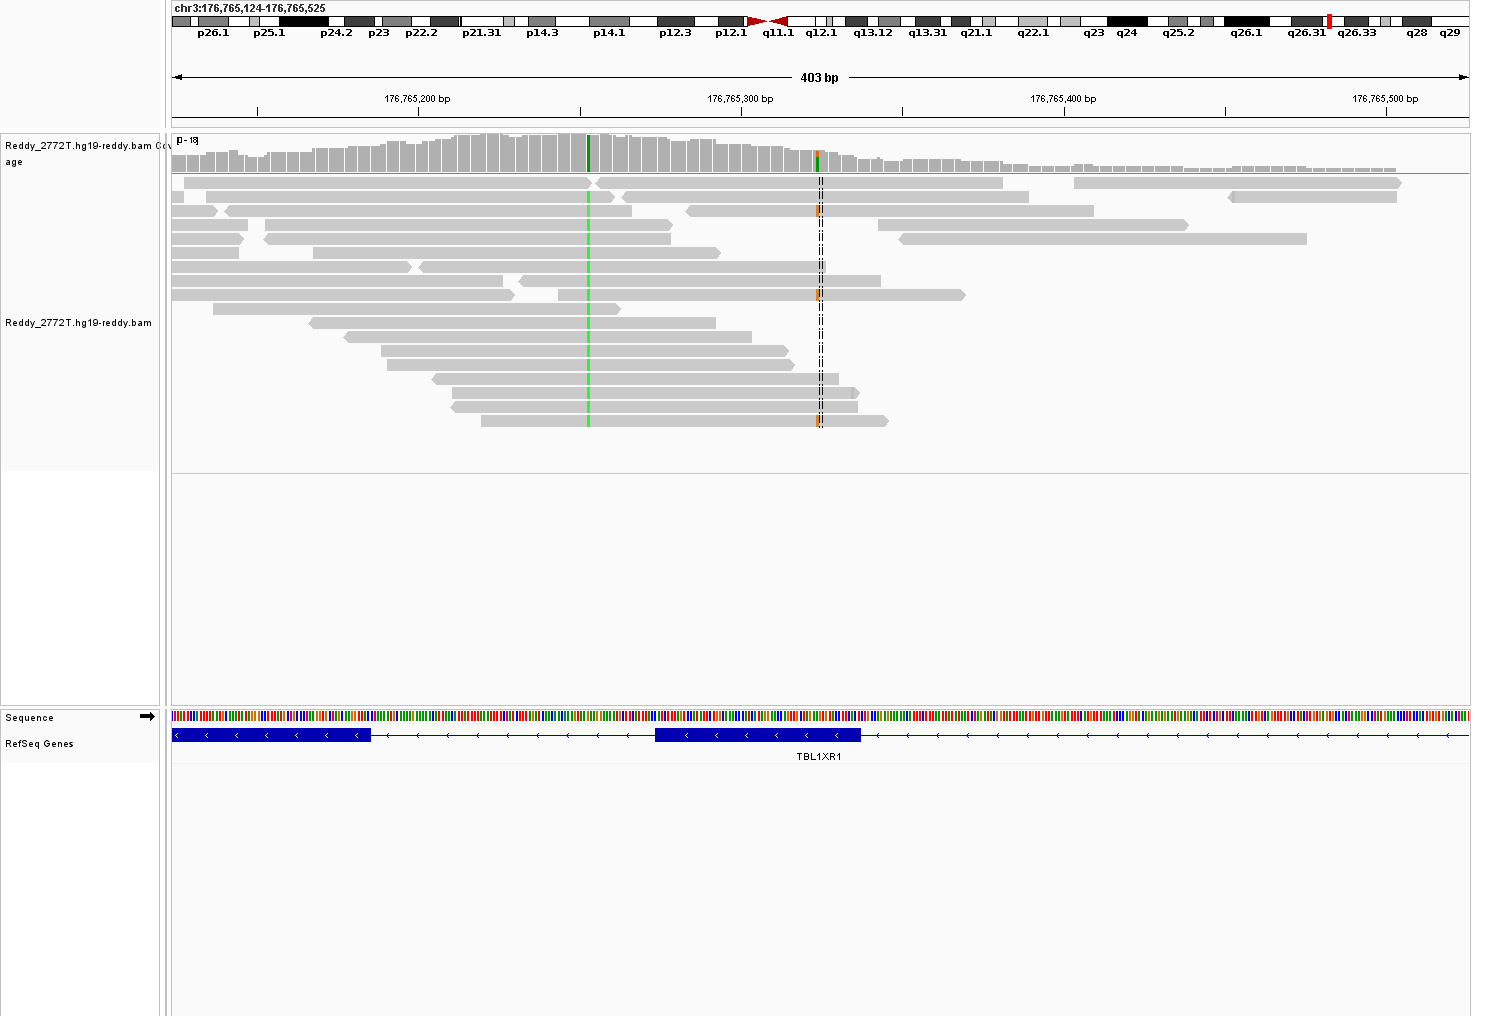 chr3:176,765,124-176,765,525
p26.1 p25.1 p24.2 p23 p22.2 p21.31 p14.3 p14.1 p12.3 p12.1 q11.1 q12.1 q13.12 q13.31 q21.1 q22.1 q23 q24 q25.2 q26.1 q26.31 q26.33 q28 q29
403 bp
176,765,200 bp 176,765,300 bp 176,765,400 bp 176,765,500 bp
Reddy_2772T.hg19-reddy.bam Cov
age
[0 - 18]
Reddy_2772T.hg19-reddy.bam
Sequence
RefSeq Genes
TBL1XR1